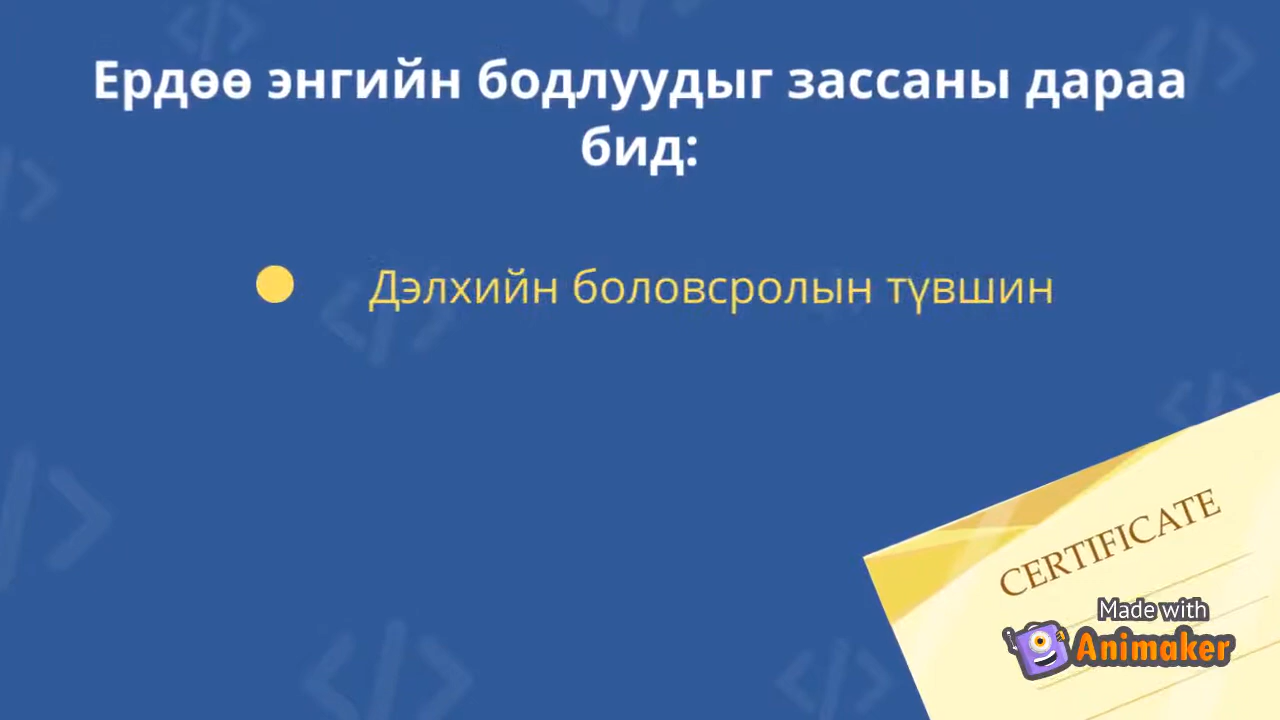 Ердөө энгийн бодлуудыг зассаны дараа
бид:
Дэлхийн боловсролын түвшин
CERTIFICATE
Made with
Animaker